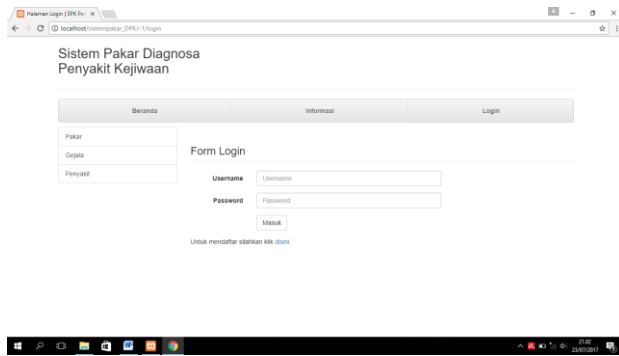 Halaman Login | SPK Pe
localhost/sistempakar_DPKJ-1/login
Sistem Pakar Diagnosa
Penyakit Kejiwaan
Beranda Informasi Login
Pakar
Gejala
Penyakit
Form Login
Username Username
Password Password
Masuk
Untuk mendaftar silahkan klik disini.
21.02
23/07/2017